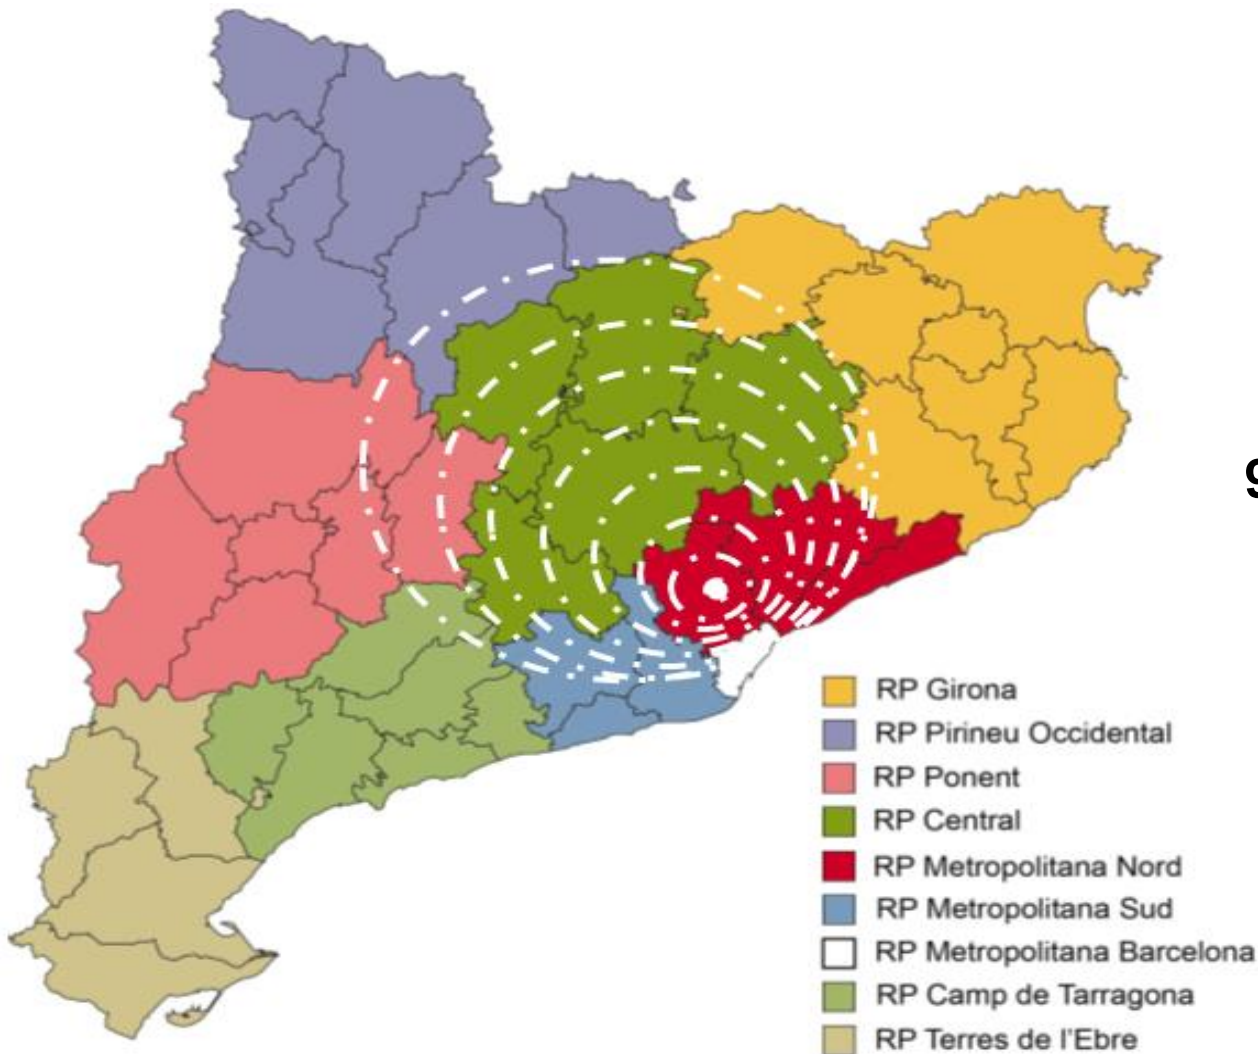 9
RP Girona
RP Pirineu Occidental
RP Ponent
RP Central
RP Metropolitana Nord
RP Metropolitana Sud
RP Metropolitana Barcelona
RP Camp de Tarragona
RP Terres de l'Ebre